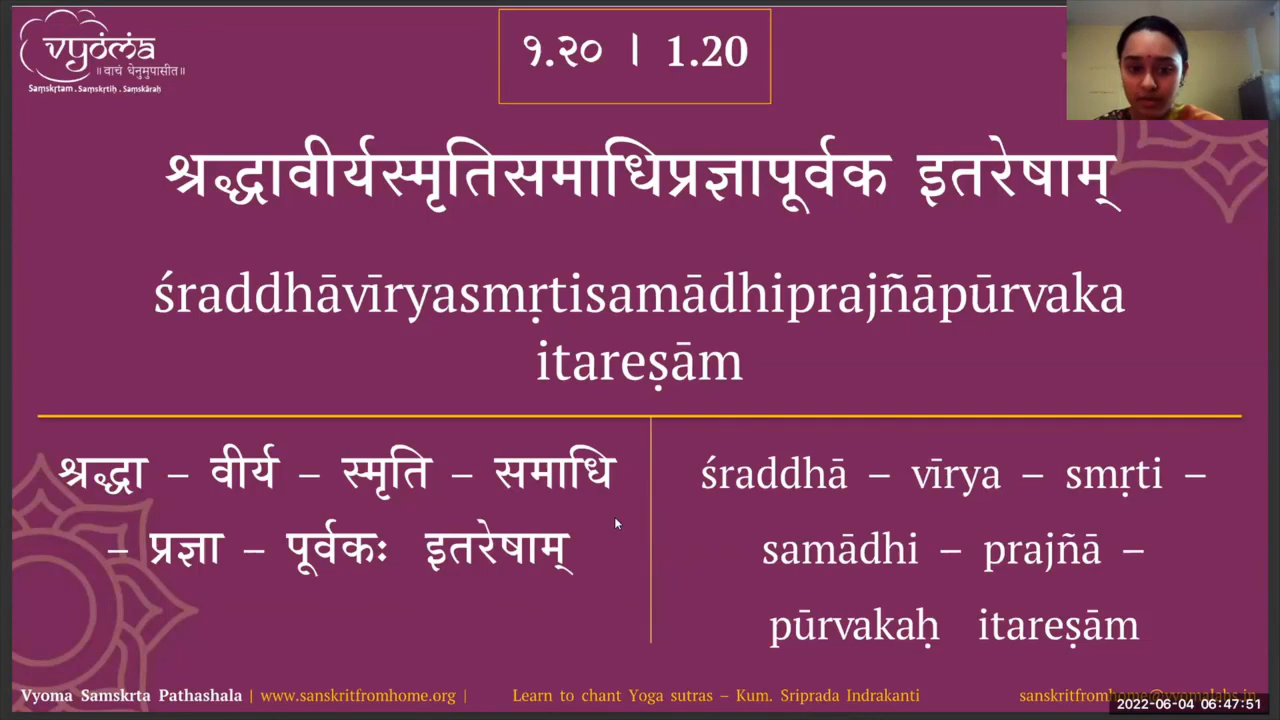 vyoma
॥ वाचं धेनुमुपासीत॥
Saṃskṛtam . Saṃskṛtiḥ . Saṃskāraḥ
१.२० । 1.20
श्रद्धावीर्यस्मृतिसमाधिप्रज्ञापूर्वक इतरेषाम्
śraddhāvīryasmṛtisamādhiprajñāpūrvaka
itareṣām
श्रद्धा – वीर्य – स्मृति – समाधि
– प्रज्ञा – पूर्वकः इतरेषाम्
śraddhā – vīrya – smṛti –
samādhi – prajñā –
pūrvakaḥ itareṣām
Vyoma Samskrta Pathashala | www.sanskritfromhome.org | Learn to chant Yoga sutras – Kum. Sriprada Indrakanti
2022-06-04 06:47:51